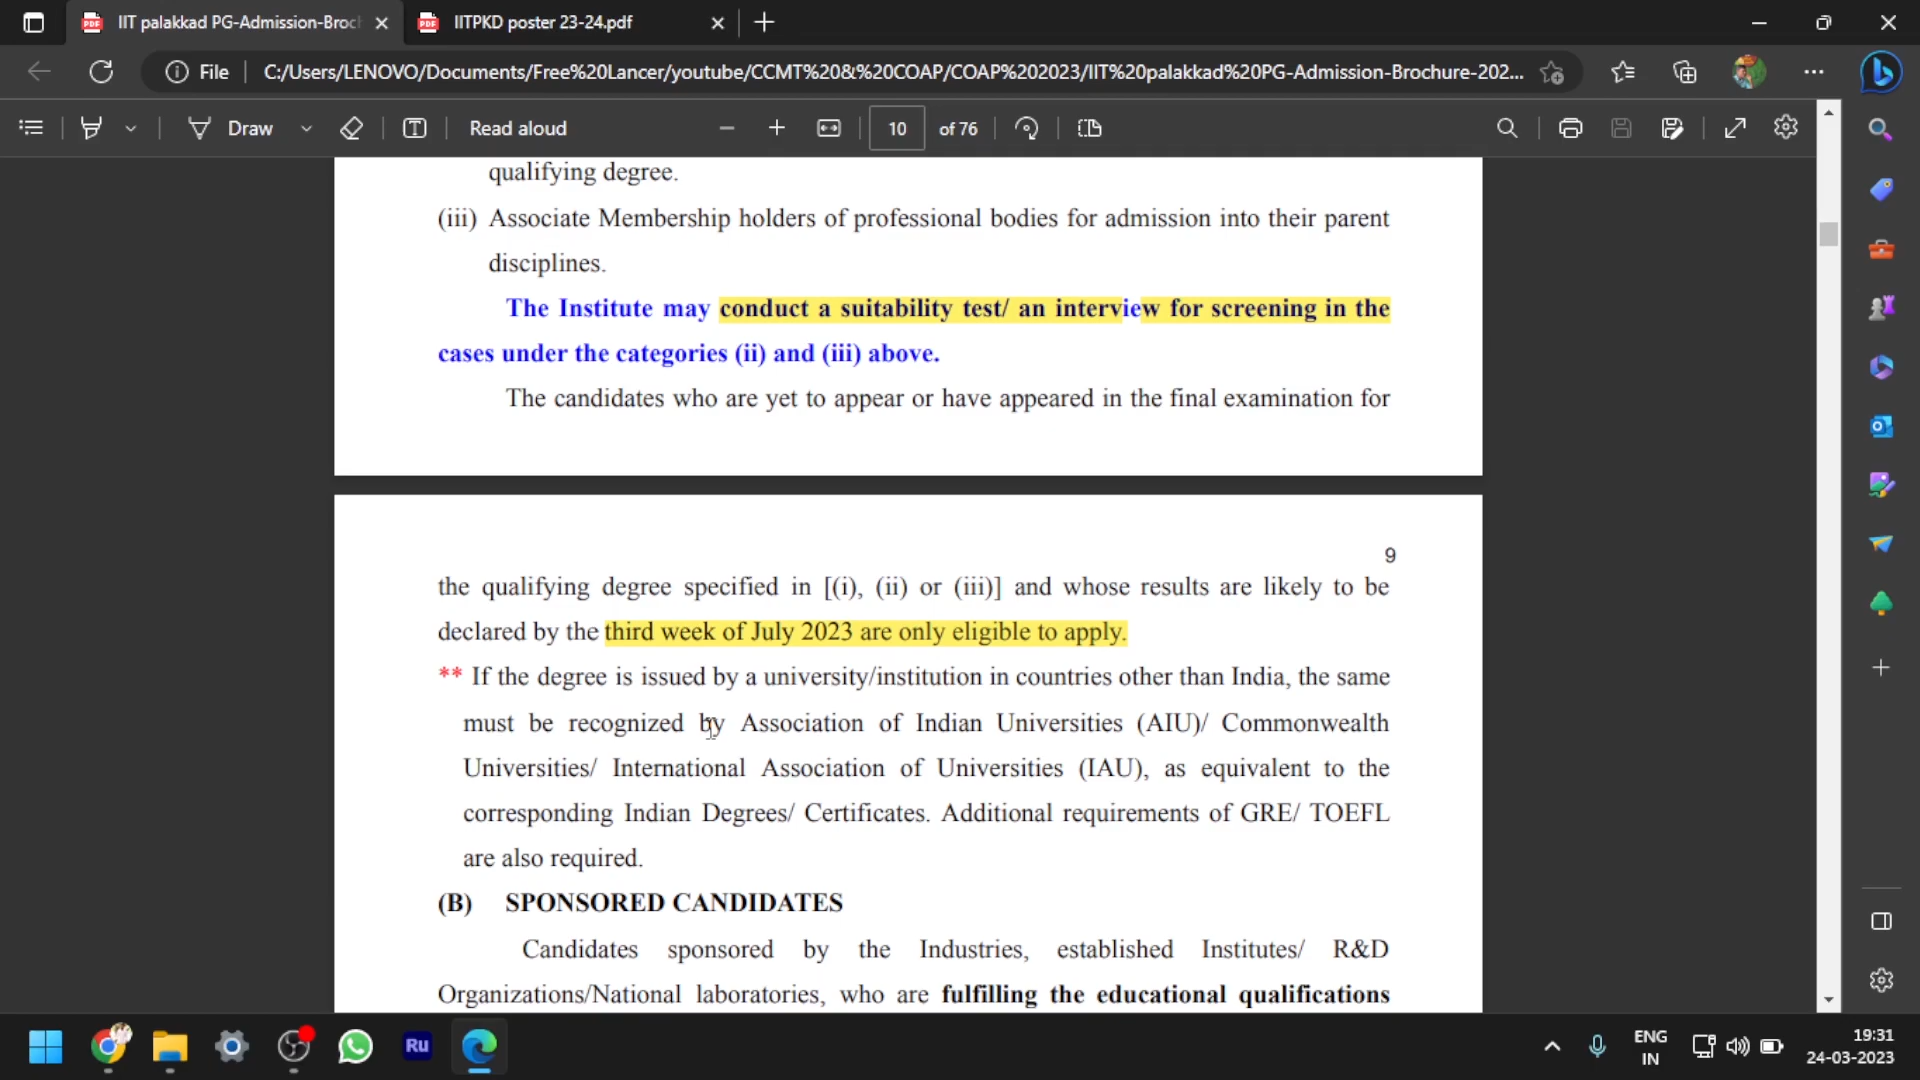 IIT palakkad PG-Admission-Broc
IITPKD poster 23-24.pdf
File
C:/Users/LENOVO/Documents/Free%20Lancer/youtube/CCMT%20&%20COAP/COAP%202023/IIT%20palakkad%20PG-Admission-Brochure-202...
Draw
Read aloud
10
of 76
qualifying degree.
(iii) Associate Membership holders of professional bodies for admission into their parent
disciplines.
The Institute may conduct a suitability test/ an interview for screening in the
cases under the categories (ii) and (iii) above.
The candidates who are yet to appear or have appeared in the final examination for
9
the qualifying degree specified in [(i), (ii) or (iii)] and whose results are likely to be
declared by the third week of July 2023 are only eligible to apply.
** If the degree is issued by a university/institution in countries other than India, the same
must be recognized by Association of Indian Universities (AIU)/ Commonwealth
Universities/ International Association of Universities (IAU), as equivalent to the
corresponding Indian Degrees/ Certificates. Additional requirements of GRE/ TOEFL
are also required.
(B) SPONSORED CANDIDATES
Candidates sponsored by the Industries, established Institutes/ R&D
Organizations/National laboratories, who are fulfilling the educational qualifications
Ru
ENG
IN
19:31
24-03-2023